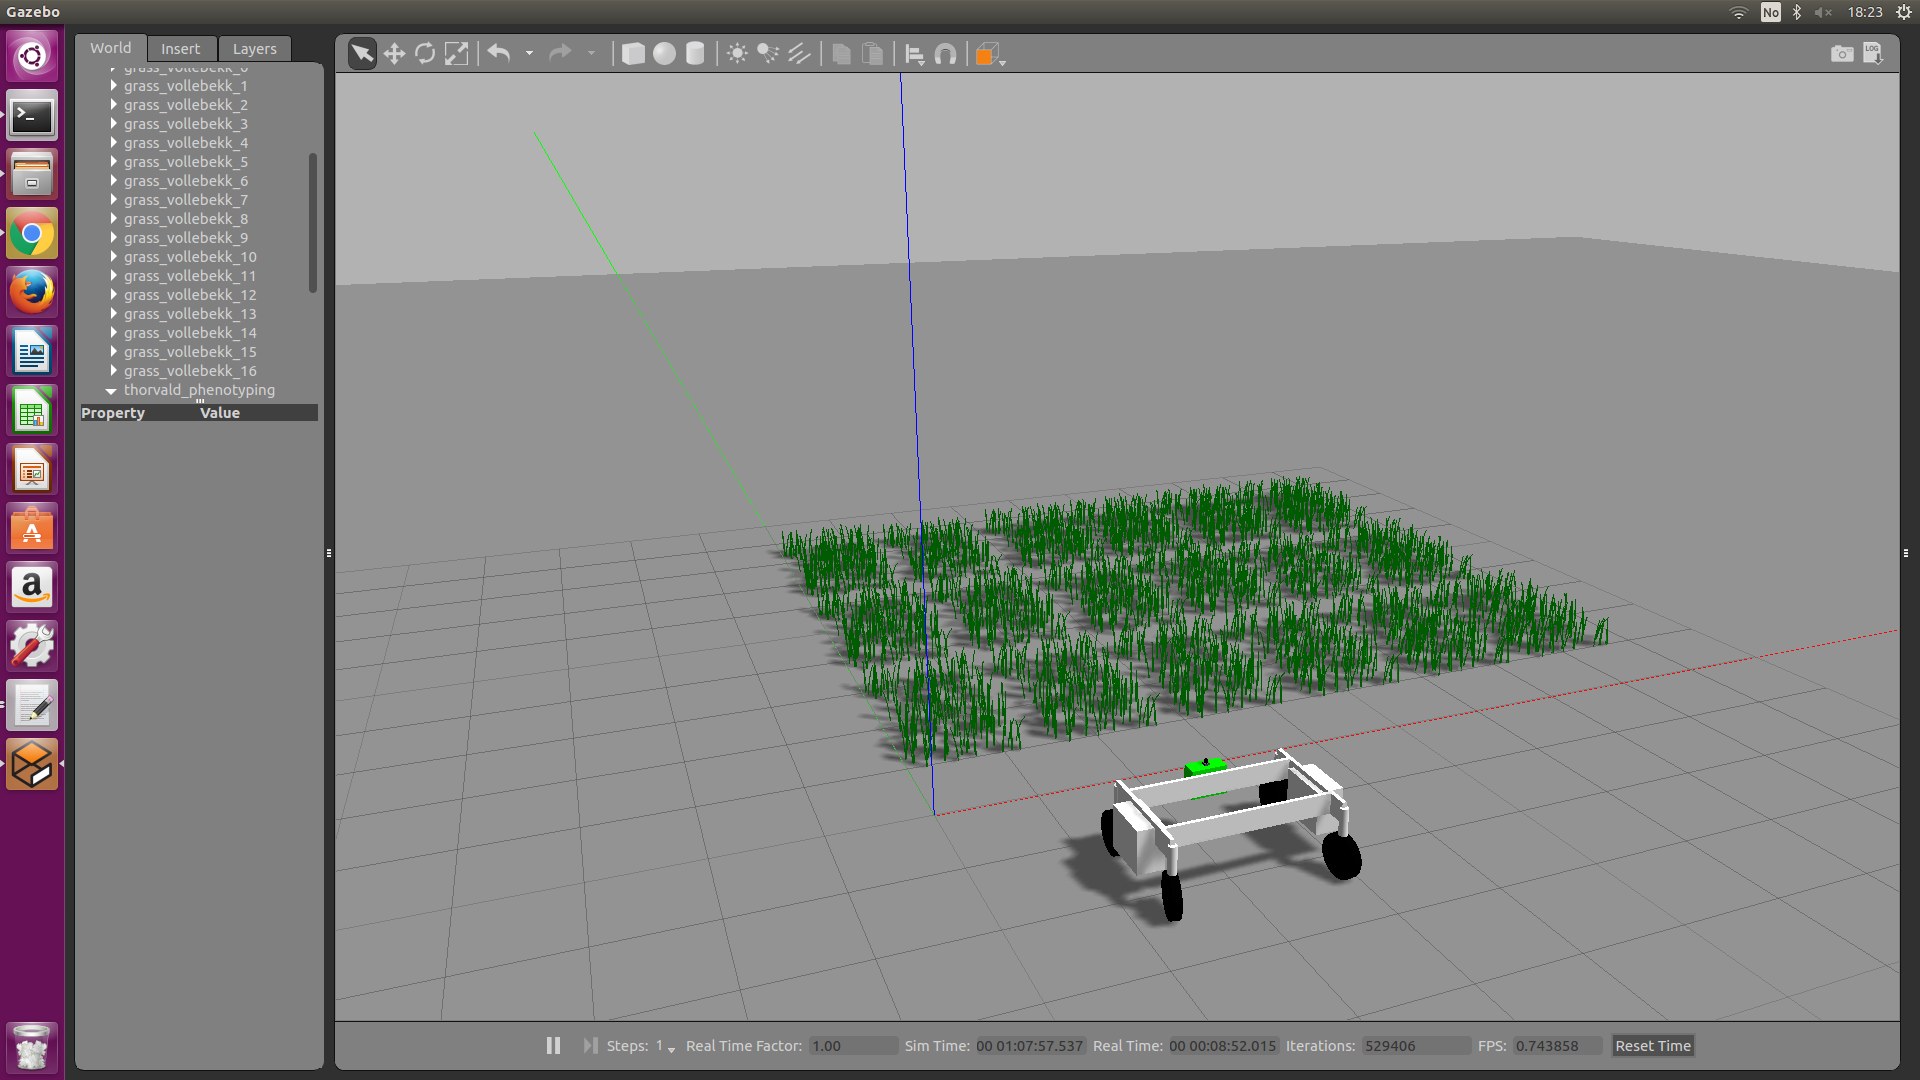 Gazebo
No
18:23
World Insert Layers
grass_vollebekk_0
grass_vollebekk_1
grass_vollebekk_2
grass_vollebekk_3
grass_vollebekk_4
grass_vollebekk_5
grass_vollebekk_6
grass_vollebekk_7
grass_vollebekk_8
grass_vollebekk_9
grass_vollebekk_10
grass_vollebekk_11
grass_vollebekk_12
grass_vollebekk_13
grass_vollebekk_14
grass_vollebekk_15
grass_vollebekk_16
thorvald_phenotyping
Property Value
LOG
Steps: 1 Real Time Factor: 1.00 Sim Time: 00 01:07:57.537 Real Time: 00 00:08:52.015 Iterations: 529406 FPS: 0.743858 Reset Time